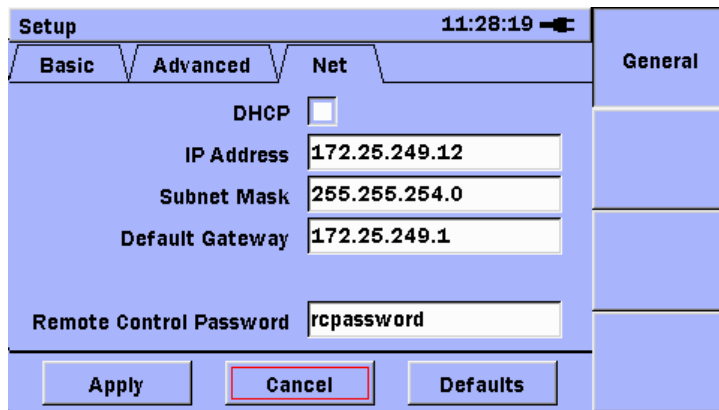 Setup 11:28:19
General
Basic Advanced Net
DHCP
IP Address 172.25.249.12
Subnet Mask 255.255.254.0
Default Gateway 172.25.249.1
Remote Control Password rcpassword
Apply Cancel Defaults